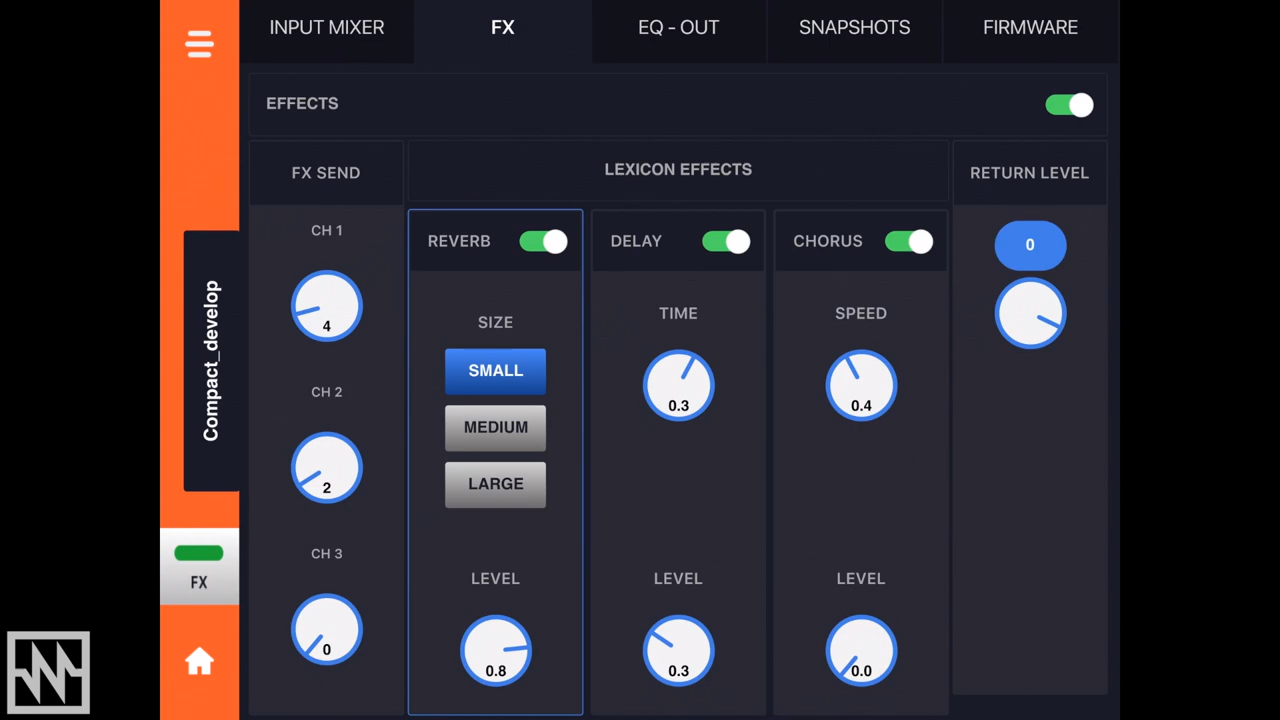 INPUT MIXER
FX
EQ - OUT
SNAPSHOTS
FIRMWARE
EFFECTS
FX SEND
LEXICON EFFECTS
RETURN LEVEL
CH 1
4
CH 2
2
CH 3
0
REVERB
SIZE
SMALL
MEDIUM
LARGE
LEVEL
0.8
DELAY
TIME
0.3
LEVEL
0.3
CHORUS
SPEED
0.4
LEVEL
0.0
0
Compact_develop
FX